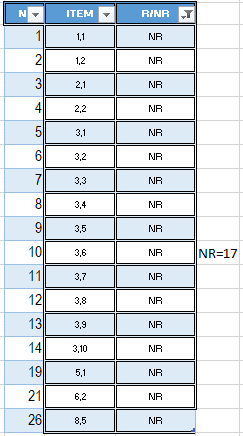 N ITEM R/NR
1 1,1 NR
2 1,2 NR
3 2,1 NR
4 2,2 NR
5 3,1 NR
6 3,2 NR
7 3,3 NR
8 3,4 NR
9 3,5 NR
10 3,6 NR NR=17
11 3,7 NR
12 3,8 NR
13 3,9 NR
14 3,10 NR
19 5,1 NR
21 6,2 NR
26 8,5 NR